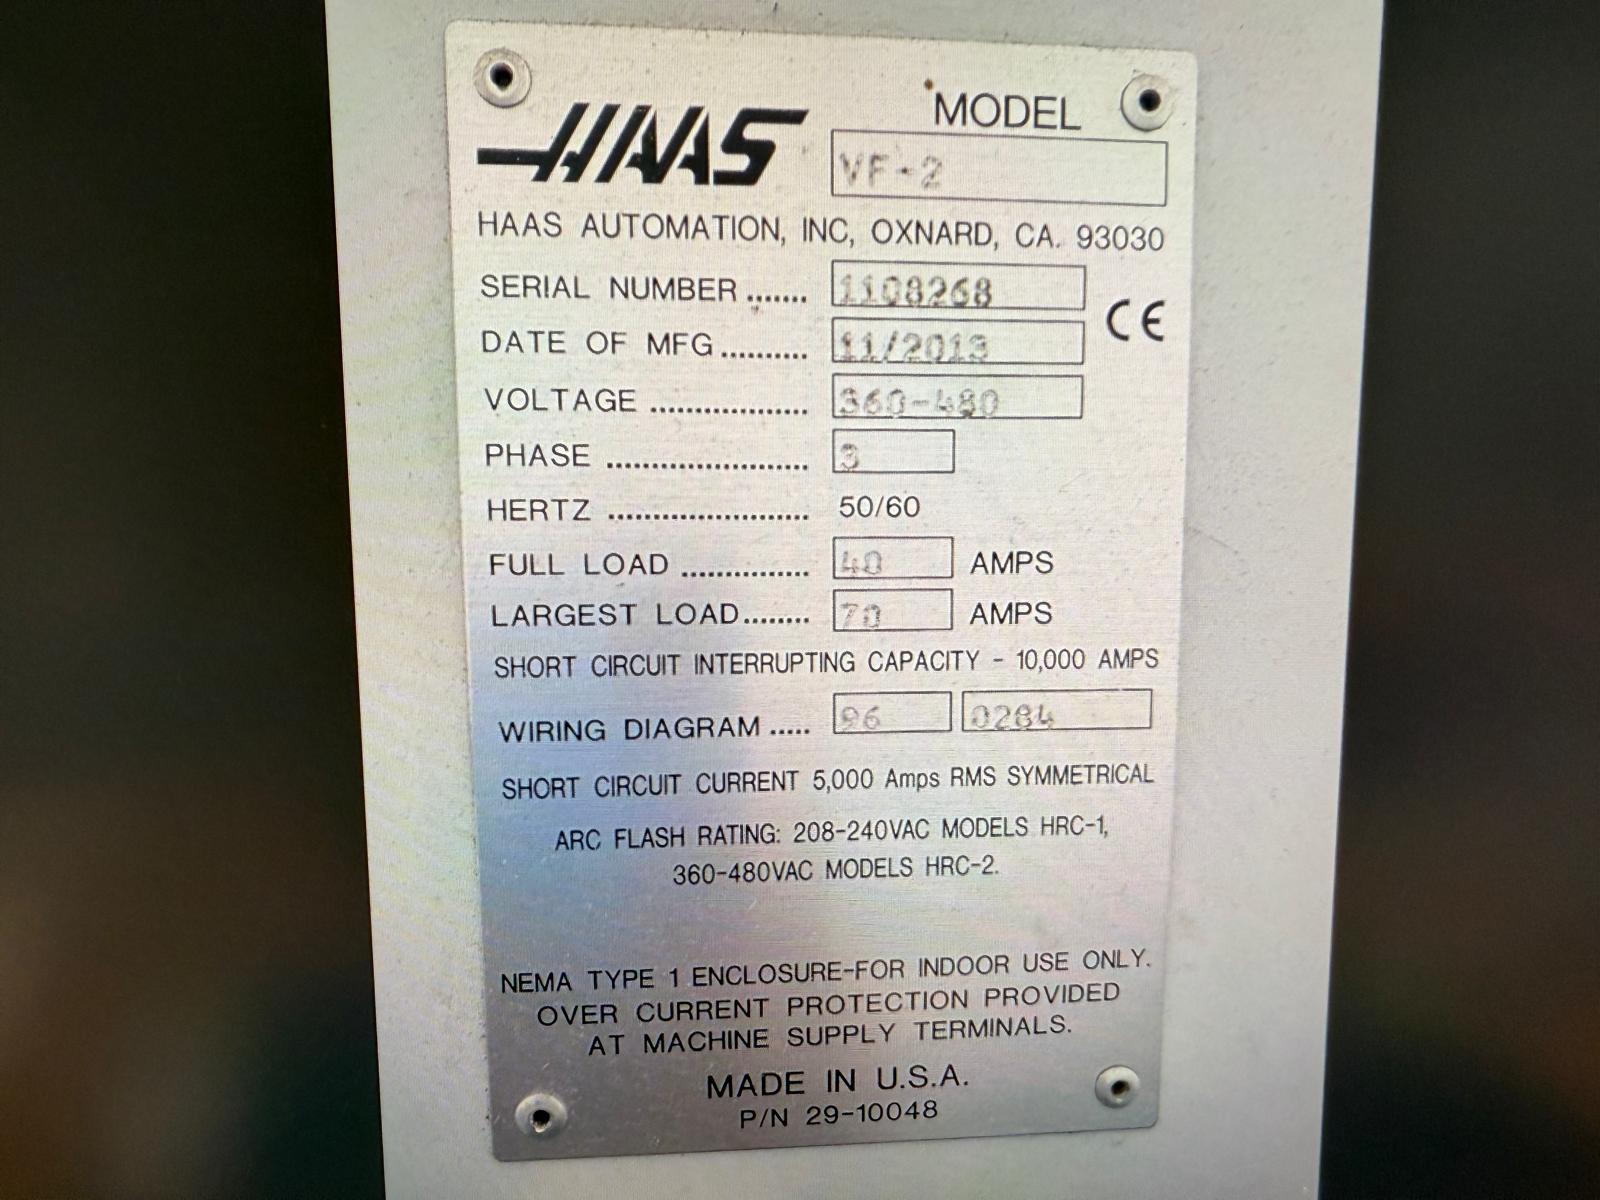 HAAS
MODEL
VF-2
HAAS AUTOMATION, INC, OXNARD, CA. 93030
SERIAL NUMBER ....... 1108268
CE
DATE OF MFG .......... 11/2013
VOLTAGE .................. 360-480
PHASE ....................... 3
HERTZ ....................... 50/60
FULL LOAD ............... 40 AMPS
LARGEST LOAD........ 70 AMPS
SHORT CIRCUIT INTERRUPTING CAPACITY - 10,000 AMPS
WIRING DIAGRAM ..... 96 0284
SHORT CIRCUIT CURRENT 5,000 Amps RMS SYMMETRICAL
ARC FLASH RATING: 208-240VAC MODELS HRC-1,
360-480VAC MODELS HRC-2.
NEMA TYPE 1 ENCLOSURE-FOR INDOOR USE ONLY.
OVER CURRENT PROTECTION PROVIDED
AT MACHINE SUPPLY TERMINALS.
MADE IN U.S.A.
P/N 29-10048